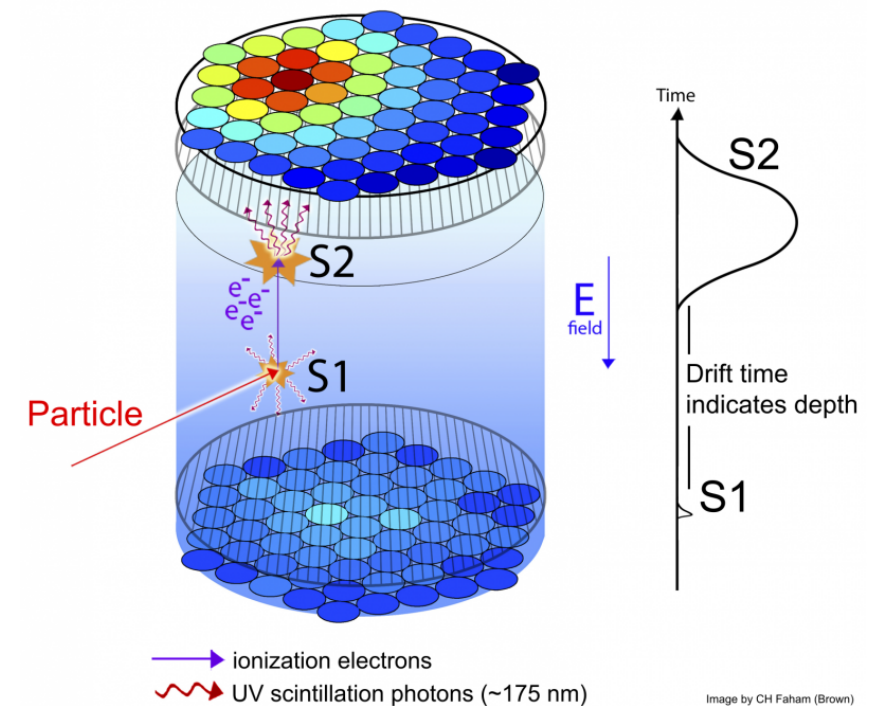 Time
S2
S2
e-
e-
e-
e-
E
field
S1
Drift time
indicates depth
Particle
S1
ionization electrons
UV scintillation photons (~175 nm)
Image by CH Faham (Brown)